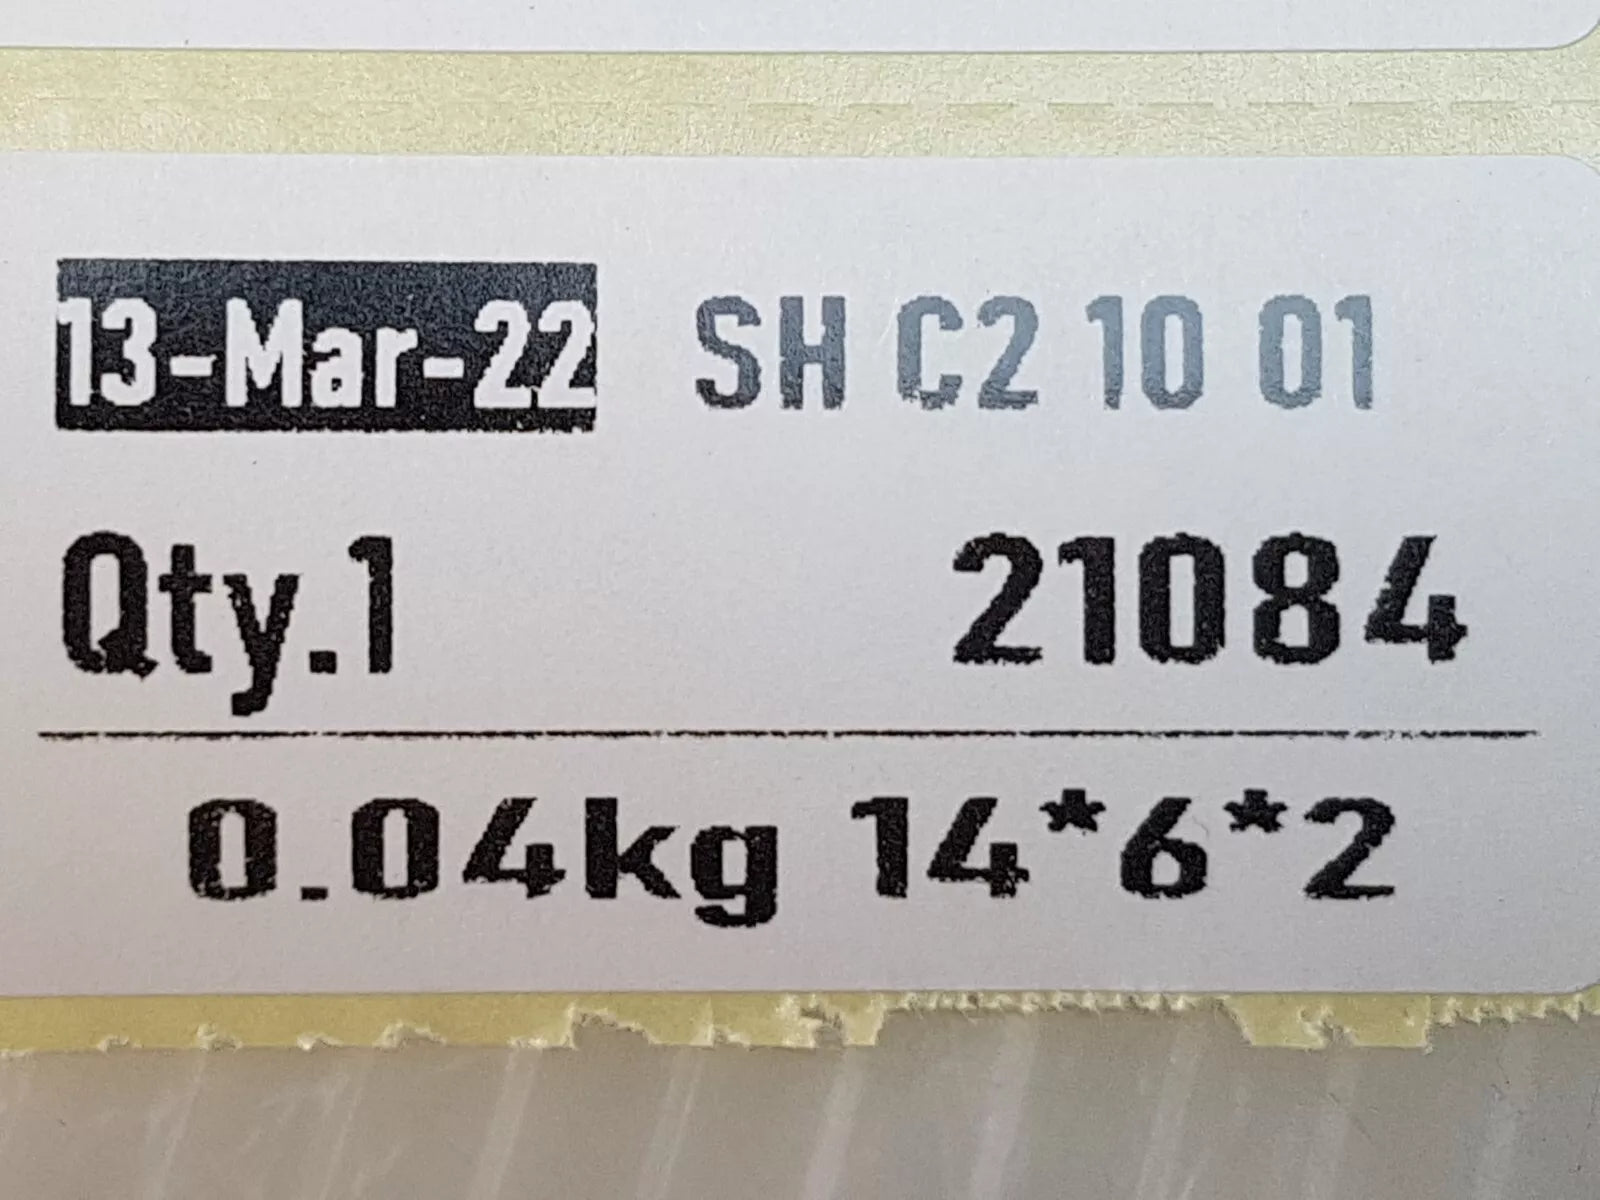 13-Mar-22 SH C2 10 01
Qty.1 21084
0.04kg 14*6*2